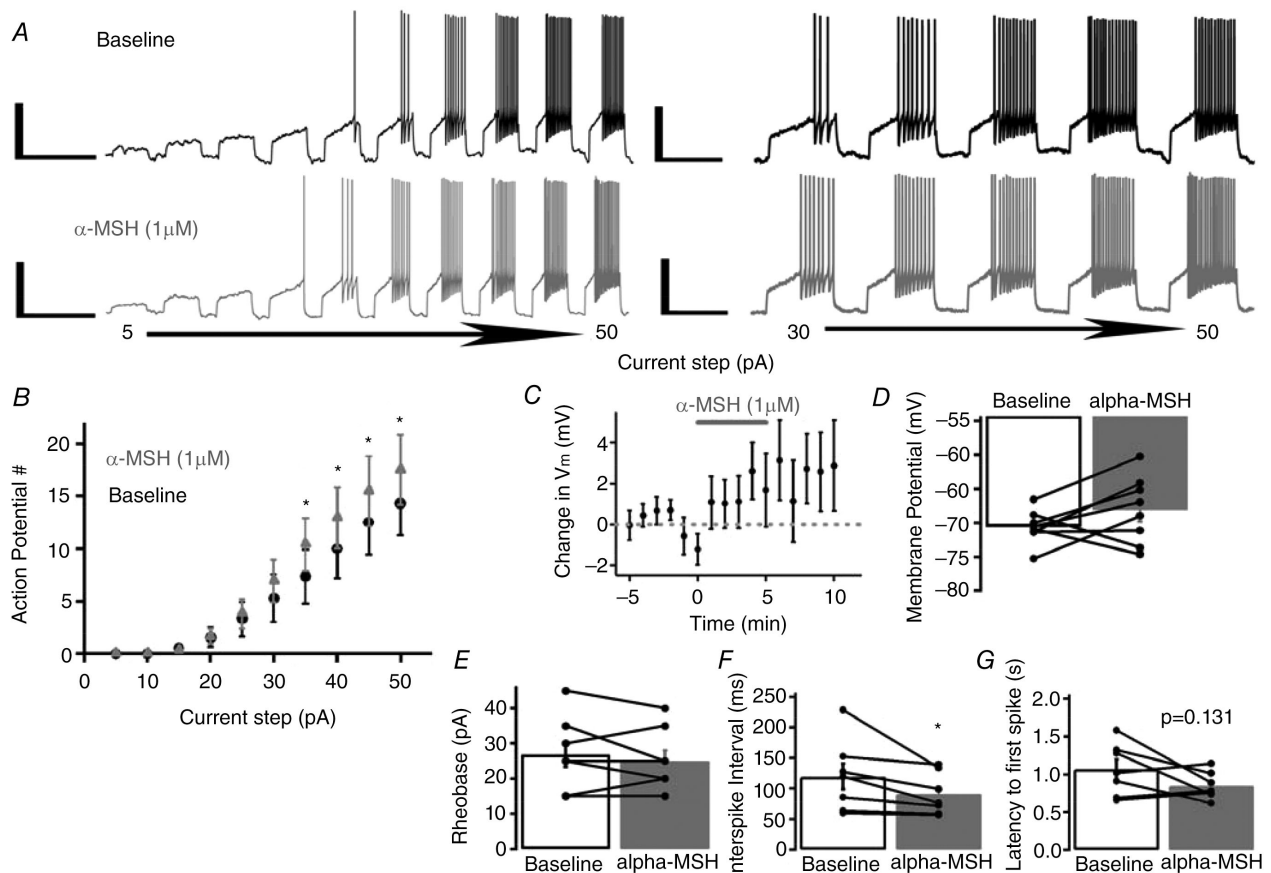 A
Baseline
α-MSH (1μM)
5
50
30
50
Current step (pA)
B
Action Potential #
20
15
10
5
0
α-MSH (1μM)
Baseline
*
*
*
*
0
10
20
30
40
50
Current step (pA)
C
α-MSH (1μM)
Change in Vm (mV)
4
2
0
−2
−5
0
5
10
Time (min)
D
Baseline
alpha-MSH
Membrane Potential (mV)
−55
−60
−60
−70
−75
−80
E
Rheobase (pA)
40
30
20
10
0
Baseline
alpha-MSH
F
nterspike Interval (ms)
250
200
150
100
50
0
*
Baseline
alpha-MSH
G
Latency to first spike (s)
2.0
1.5
1.0
0.5
0.0
p=0.131
Baseline
alpha-MSH